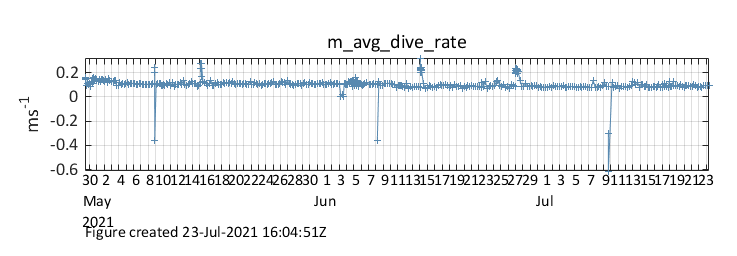 m_avg_dive_rate
0.2
0
-0.2
-0.4
-0.6
ms-1
30 2 4 6 8 10 12 14 16 18 20 22 24 26 28 30 1 3 5 7 9 11 13 15 17 19 21 23 25 27 29 1 3 5 7 9 11 13 15 17 19 21 23
May Jun Jul
2021
Figure created 23-Jul-2021 16:04:51Z